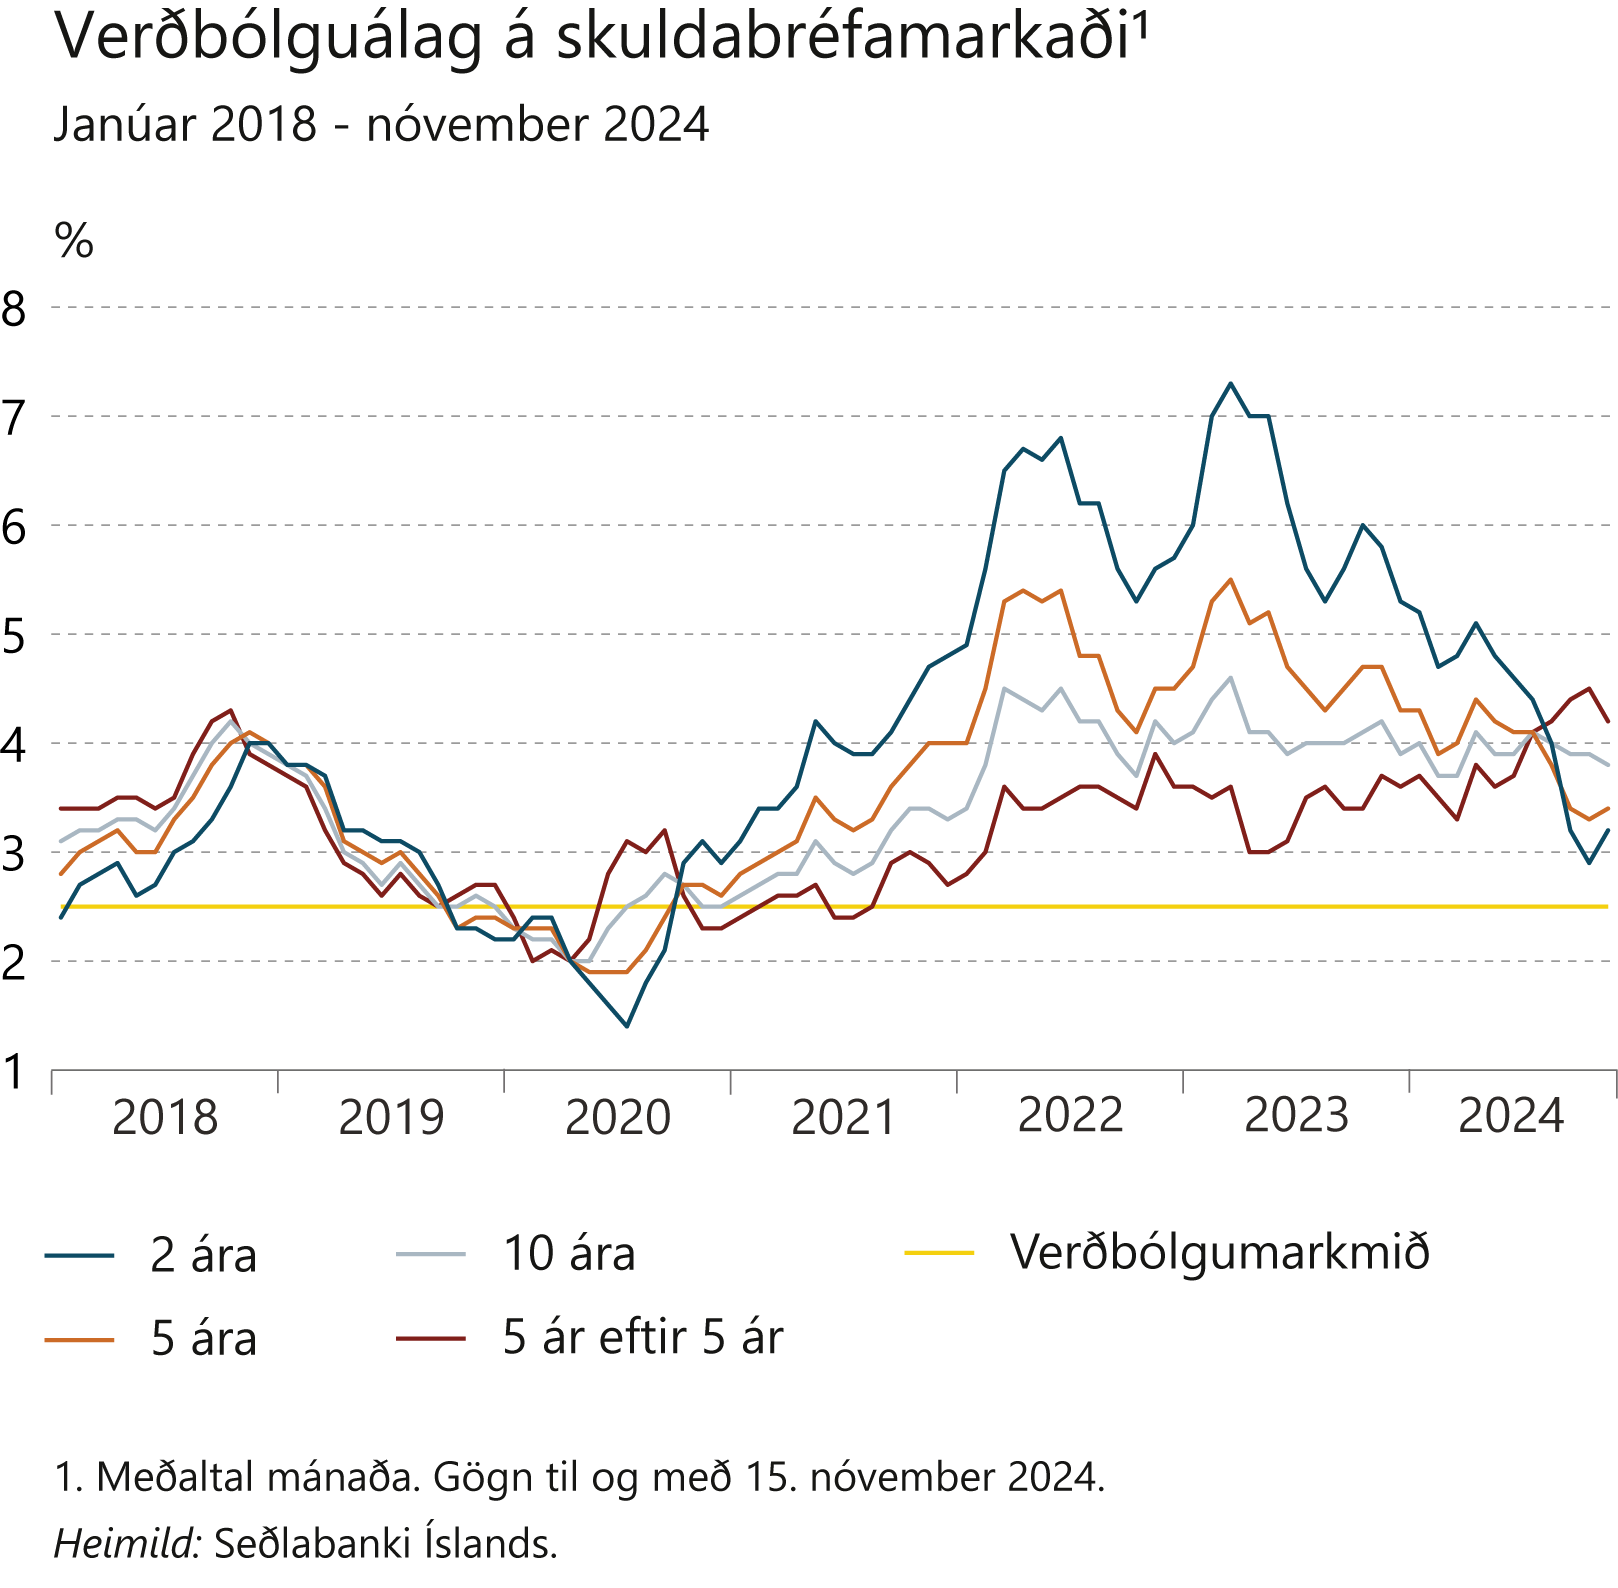 Verðbólguálag á skuldabréfamarkaði¹
Janúar 2018 - nóvember 2024
%
8
7
6
5
4
3
2
1
2018 2019 2020 2021 2022 2023 2024
2 ára 10 ára Verðbólgumarkmið
5 ára 5 ár eftir 5 ár
1. Meðaltal mánaða. Gögn til og með 15. nóvember 2024.
Heimild: Seðlabanki Íslands.